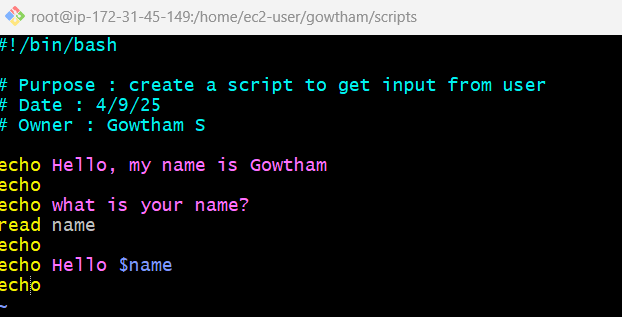 root@ip-172-31-45-149:/home/ec2-user/gowtham/scripts
#!/bin/bash
# Purpose : create a script to get input from user
# Date : 4/9/25
# Owner : Gowtham S
echo Hello, my name is Gowtham
echo
echo what is your name?
read name
echo
echo Hello $name
echo
~